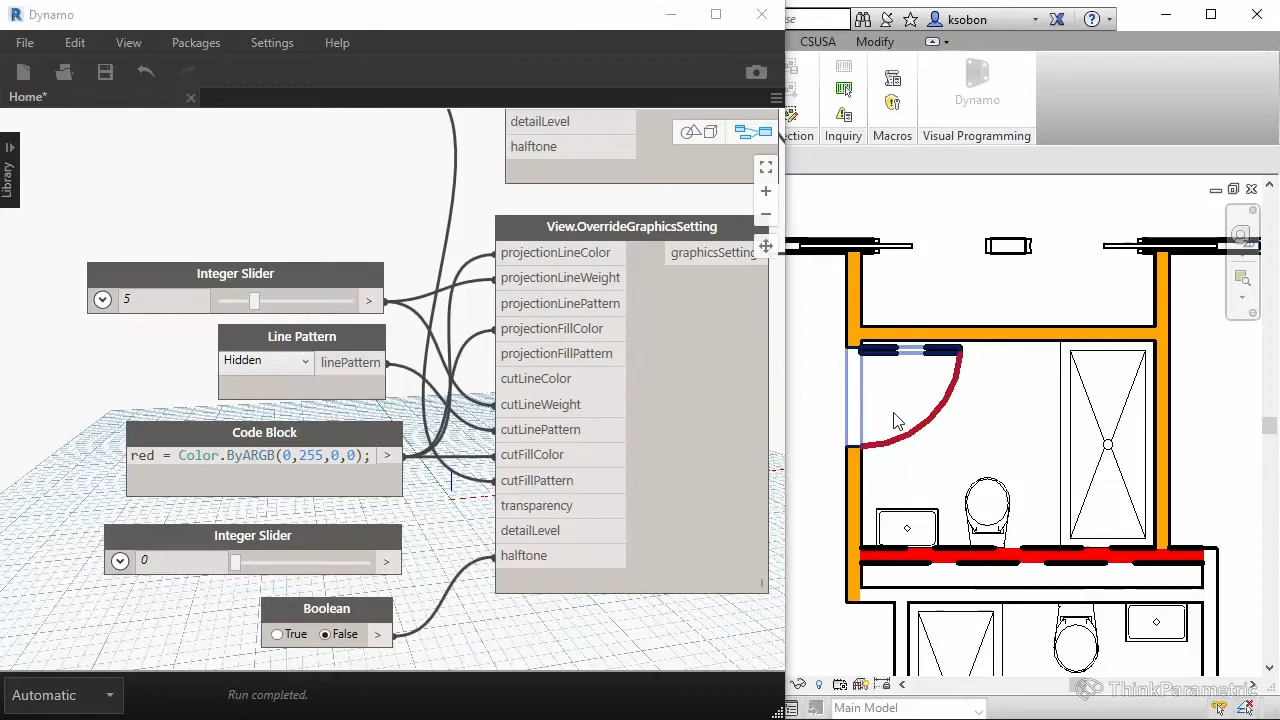 Dynamo
File Edit View Packages Settings Help
Home*
Library
detailLevel
halftone
View.OverrideGraphicsSetting
projectionLineColor
graphicsSetting
projectionLineWeight
projectionLinePattern
projectionFillColor
projectionFillPattern
cutLineColor
cutLineWeight
cutLinePattern
cutFillColor
cutFillPattern
transparency
detailLevel
halftone
Integer Slider
5 >
Line Pattern
Hidden linePattern
Code Block
red = Color.ByARGB(0,255,0,0); >
Integer Slider
0 >
Boolean
True False >
Automatic
Run completed.
ksobon
CSUSA Modify
Dynamo
Inquiry Macros Visual Programming
ThinkParametric
Main Model